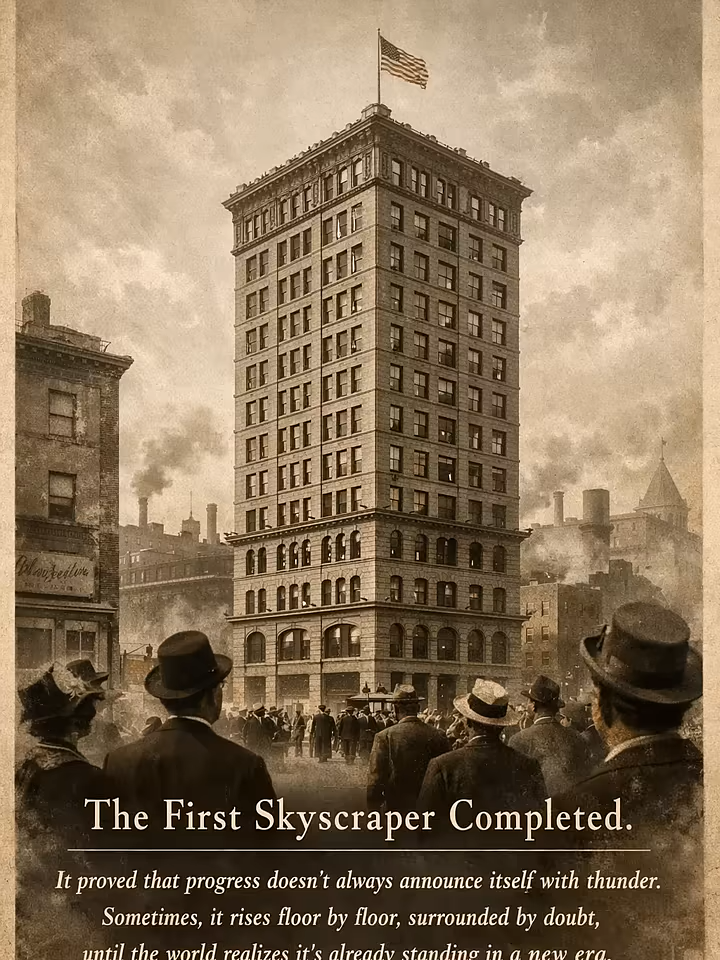 The First Skyscraper Completed.
It proved that progress doesn't always announce itself with thunder.
Sometimes, it rises floor by floor, surrounded by doubt,
until the world realizes it's already standing in a new era.